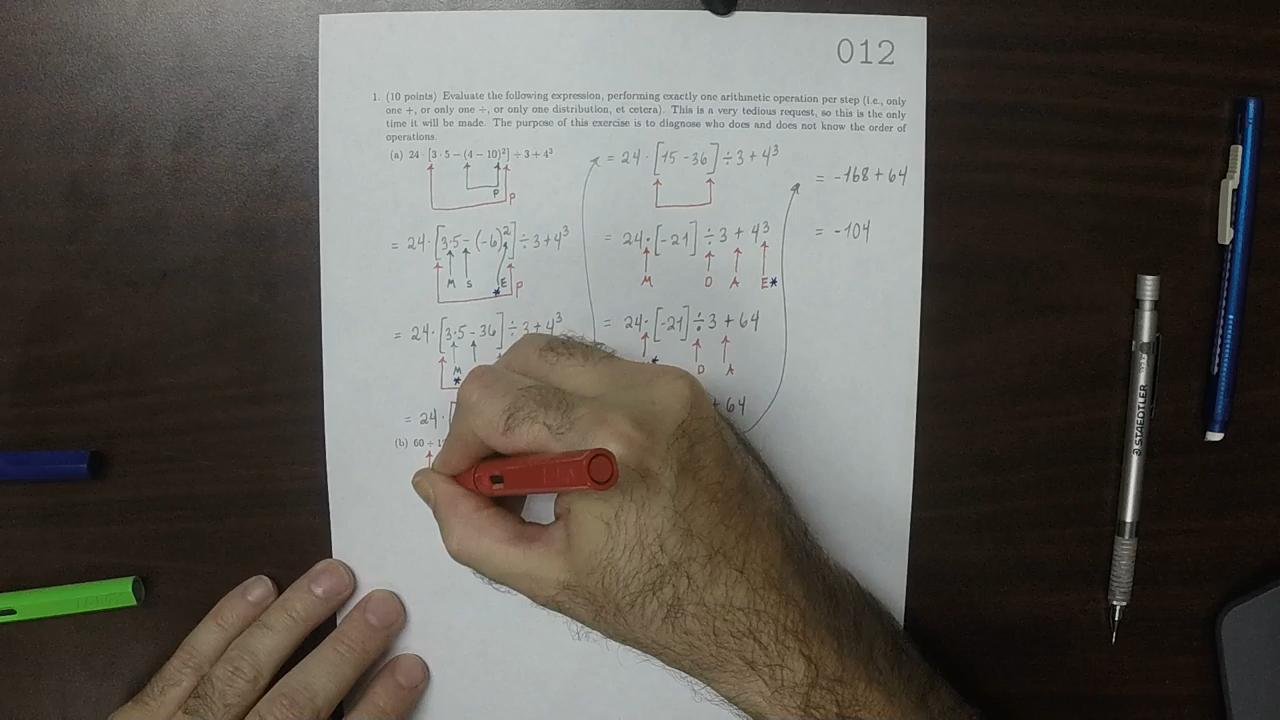 012
1. (10 points) Evaluate the following expression, performing exactly one arithmetic operation per step (i.e., only
one +, or only one ÷, or only one distribution, et cetera). This is a very tedious request, so this is the only
time it will be made. The purpose of this exercise is to diagnose who does and does not know the order of
operations.
(a) 24 · [3 · 5 − (4 − 10)²] ÷ 3 + 4³
P P
= 24 · [3·5 − (−6)²] ÷ 3 + 4³
M S E P
*
= 24 · [3·5 − 36] ÷ 3 + 4³
M
*
= 24 · [
= 24 · [15 − 36] ÷ 3 + 4³
= 24 · [−21] ÷ 3 + 4³
M D A E*
= 24 · [−21] ÷ 3 + 64
* D A
+ 64
= −168 + 64
= −104
(b) 60 ÷
STAEDTLER